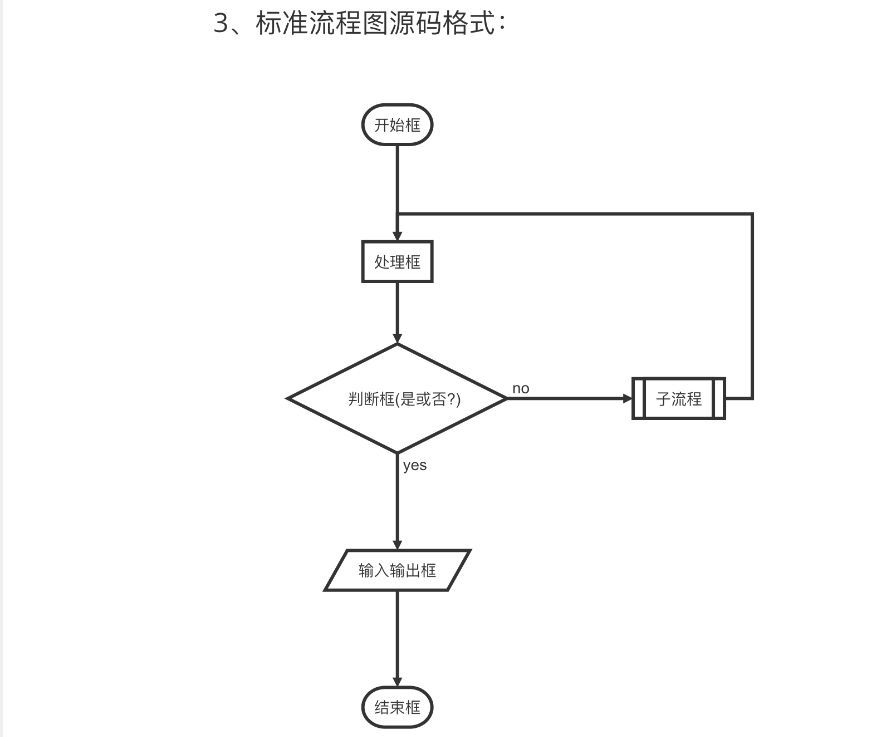 3、标准流程图源码格式：
开始框
处理框
判断框(是或否?)
no
子流程
yes
输入输出框
结束框